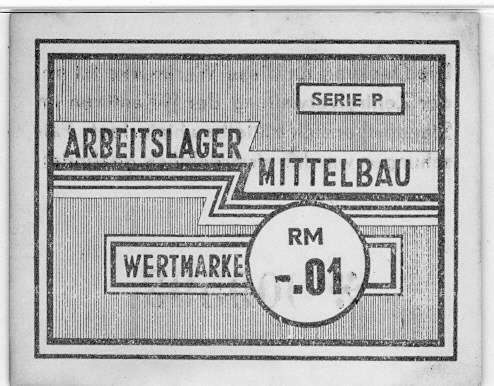 SERIE P
ARBEITSLAGER
MITTELBAU
WERTMARKE
RM
-.01